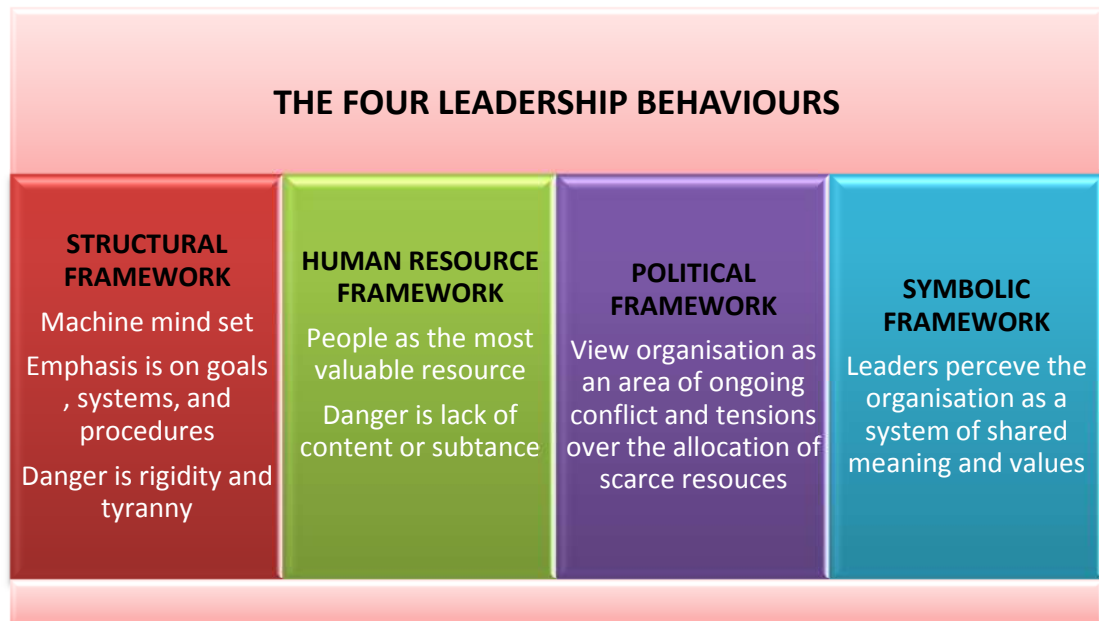 THE FOUR LEADERSHIP BEHAVIOURS
STRUCTURAL
FRAMEWORK
Machine mind set
Emphasis is on goals
, systems, and
procedures
Danger is rigidity and
tyranny
HUMAN RESOURCE
FRAMEWORK
People as the most
valuable resource
Danger is lack of
content or subtance
POLITICAL
FRAMEWORK
View organisation as
an area of ongoing
conflict and tensions
over the allocation of
scarce resouces
SYMBOLIC
FRAMEWORK
Leaders perceve the
organisation as a
system of shared
meaning and values